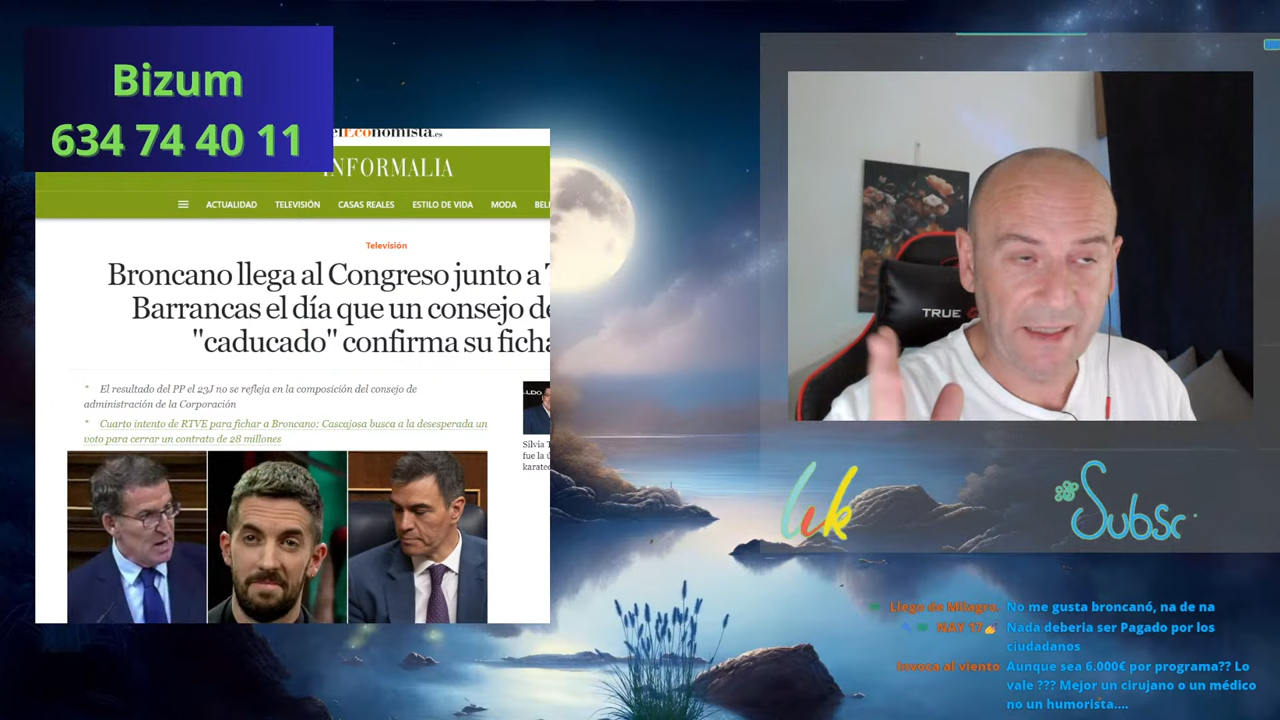 Bizum
634 74 40 11
elEconomista.es
INFORMALIA
ACTUALIDAD TELEVISIÓN CASAS REALES ESTILO DE VIDA MODA
Televisión
Broncano llega al Congreso junto a
Barrancas el día que un consejo
"caducado" confirma su
* El resultado del PP el 23J no se refleja en la composición del consejo de
administración de la Corporación
* Cuarto intento de RTVE para fichar a Broncano: Cascajosa busca a la desesperada un
voto para cerrar un contrato de 28 millones
fue la
TRUE
Subsc
Llego de Milagro. No me gusta broncanó, na de na
MAY 17 Nada deberia ser Pagado por los
ciudadanos
Invoca al viento Aunque sea 6.000€ por programa?? Lo
vale ??? Mejor un cirujano o un médico
no un humorista....